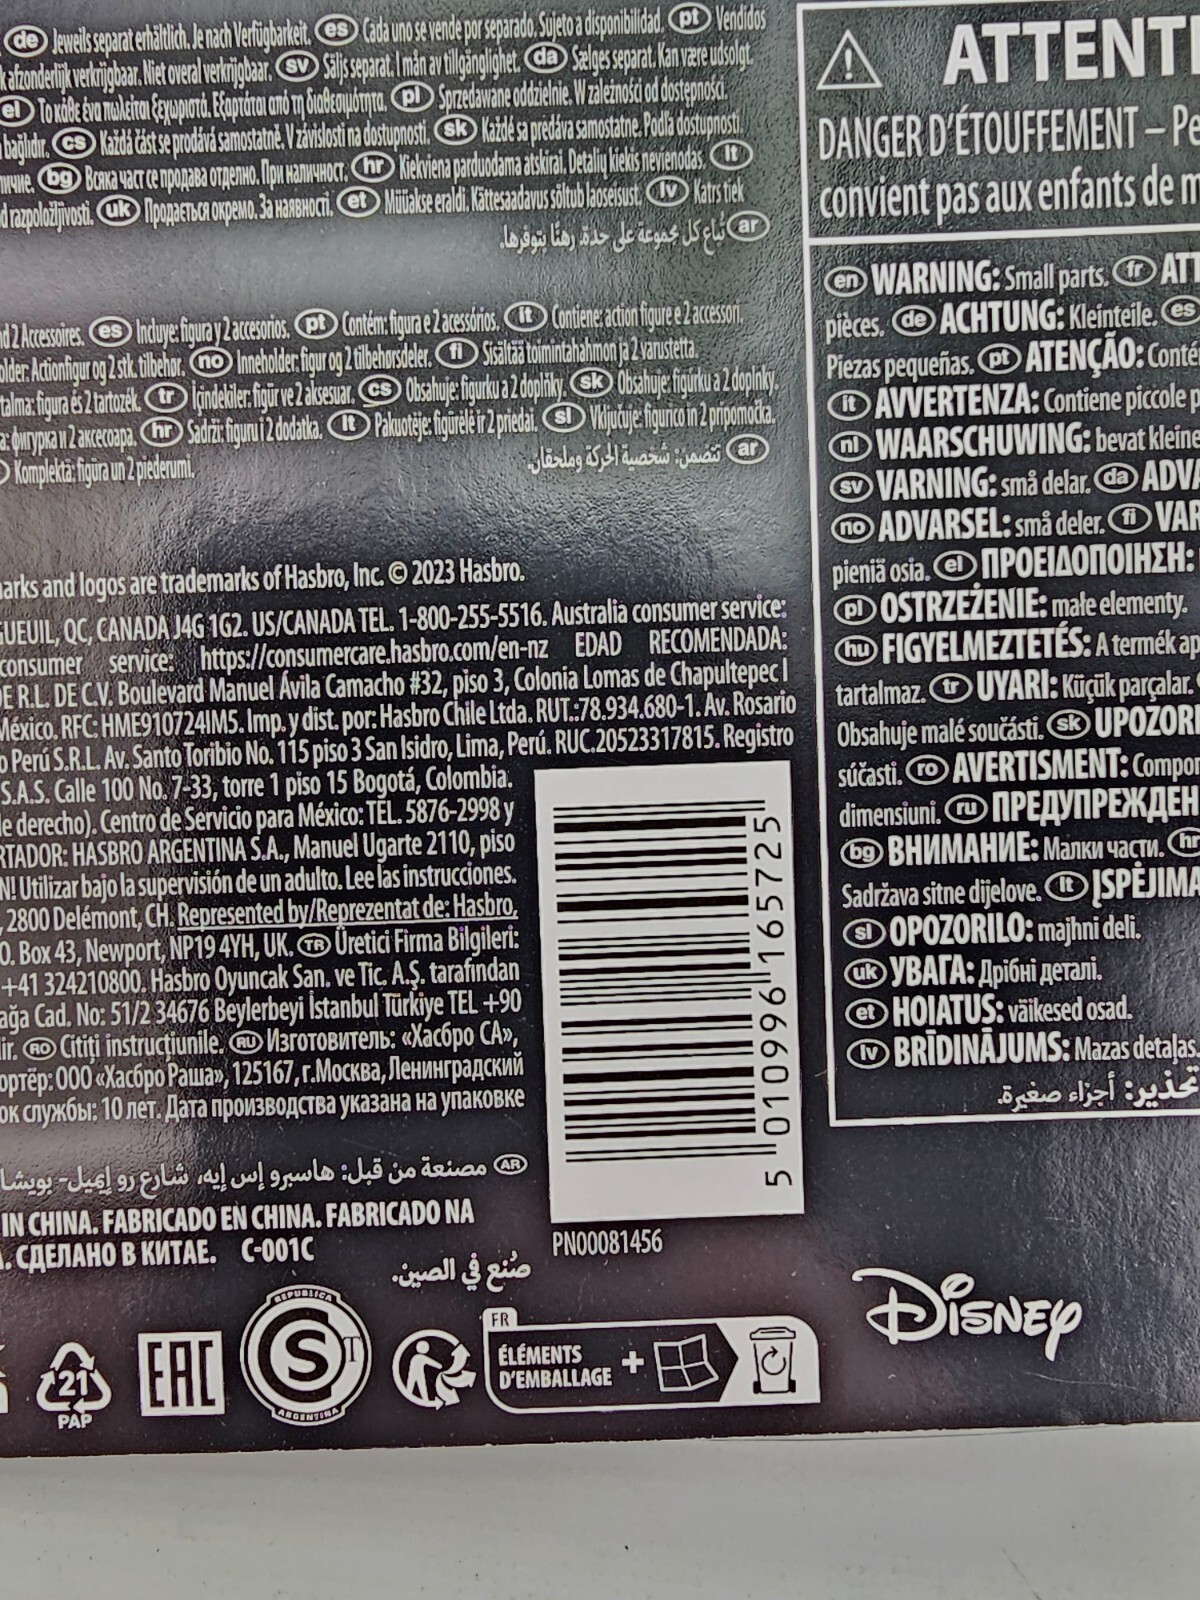 de Jeweils separat erhältlich. Je nach Verfügbarkeit. es Cada uno se vende por separado. Sujeto a disponibilidad. pt Vendidos
k afzonderlijk verkrijgbaar. Niet overal verkrijgbaar. sv Säljs separat. I mån av tillgänglighet. da Sælges separat. Kan være udsolgt.
el Το κάθε ένα πωλείται ξεχωριστά. Εξαρτάται από τη διαθεσιμότητα. pl Sprzedawane oddzielnie. W zależności od dostępności.
bağlıdır. cs Každá část se prodává samostatně. V závislosti na dostupnosti. sk Každé sa predáva samostatne. Podľa dostupnosti.
личие. bg Всяка част се продава отделно. При наличност. hr Kiekviena parduodama atskirai. Detalių kiekis nevienodas. lt
d razpoložljivosti. uk Продається окремо. За наявності. et Müüakse eraldi. Kättesaadavus sõltub laoseisust. lv Katrs tiek
ar تُباع كل مجموعة على حدة. رهنًا بتوفرها.
nd 2 Accessoires. es Incluye: figura y 2 accesorios. pt Contém: figura e 2 acessórios. it Contiene: action figure e 2 accessori.
older: Actionfigur og 2 stk. tilbehør. no Inneholder: figur og 2 tilbehørsdeler. fi Sisältää toimintahahmon ja 2 varustetta.
talma: figura és 2 tartozék. tr İçindekiler: figür ve 2 aksesuar. cs Obsahuje: figurku a 2 doplňky. sk Obsahuje: figúrku a 2 doplnky.
а: фигурка и 2 аксесоара. hr Sadrži: figuru i 2 dodatka. lt Pakuotėje: figūrėlė ir 2 priedai. sl Vključuje: figurico in 2 pripomočka.
Komplektā: figūra un 2 piederumi. ar تتضمن: شخصية الحركة وملحقان.
arks and logos are trademarks of Hasbro, Inc. © 2023 Hasbro.
GUEUIL, QC, CANADA J4G 1G2. US/CANADA TEL. 1-800-255-5516. Australia consumer service:
consumer service: https://consumercare.hasbro.com/en-nz EDAD RECOMENDADA:
DE R.L. DE C.V. Boulevard Manuel Ávila Camacho #32, piso 3, Colonia Lomas de Chapultepec I
México. RFC: HME910724IM5. Imp. y dist. por: Hasbro Chile Ltda. RUT.:78.934.680-1. Av. Rosario
o Perú S.R.L. Av. Santo Toribio No. 115 piso 3 San Isidro, Lima, Perú. RUC.20523317815. Registro
S.A.S. Calle 100 No. 7-33, torre 1 piso 15 Bogotá, Colombia.
le derecho). Centro de Servicio para México: TEL. 5876-2998 y
RTADOR: HASBRO ARGENTINA S.A., Manuel Ugarte 2110, piso
N! Utilizar bajo la supervisión de un adulto. Lee las instrucciones.
, 2800 Delémont, CH. Represented by/Reprezentat de: Hasbro,
O. Box 43, Newport, NP19 4YH, UK. TR Üretici Firma Bilgileri:
+41 324210800. Hasbro Oyuncak San. ve Tic. A.Ş. tarafından
ağa Cad. No: 51/2 34676 Beylerbeyi İstanbul Türkiye TEL +90
ir. RO Citiți instrucțiunile. RU Изготовитель: «Хасбро СА»,
ортёр: ООО «Хасбро Раша», 125167, г. Москва, Ленинградский
ок службы: 10 лет. Дата производства указана на упаковке
AR مصنعة من قبل: هاسبرو إس إيه، شارع رو إميل- بويشا
IN CHINA. FABRICADO EN CHINA. FABRICADO NA
. СДЕЛАНО В КИТАЕ. C-001C
صُنع في الصين.
5 010996 165725
PN00081456
21
PAP
EAC
REPUBLICA
S T
ARGENTINA
FR
ÉLÉMENTS
D'EMBALLAGE +
ATTENTI
DANGER D'ÉTOUFFEMENT – Pe
convient pas aux enfants de m
en WARNING: Small parts. fr ATT
pièces. de ACHTUNG: Kleinteile. es
Piezas pequeñas. pt ATENÇÃO: Conté
it AVVERTENZA: Contiene piccole p
nl WAARSCHUWING: bevat kleine
sv VARNING: små delar. da ADVA
no ADVARSEL: små deler. fi VAR
pieniä osia. el ΠΡΟΕΙΔΟΠΟΙΗΣΗ:
pl OSTRZEŻENIE: małe elementy.
hu FIGYELMEZTETÉS: A termék ap
tartalmaz. tr UYARI: Küçük parçalar.
Obsahuje malé součásti. sk UPOZOR
súčasti. ro AVERTISMENT: Compon
dimensiuni. ru ПРЕДУПРЕЖДЕН
bg ВНИМАНИЕ: Малки части. hr
Sadržava sitne dijelove. lt ĮSPĖJIMA
sl OPOZORILO: majhni deli.
uk УВАГА: Дрібні деталі.
et HOIATUS: väikesed osad.
lv BRĪDINĀJUMS: Mazas detaļas.
تحذير: أجزاء صغيرة.
Disney